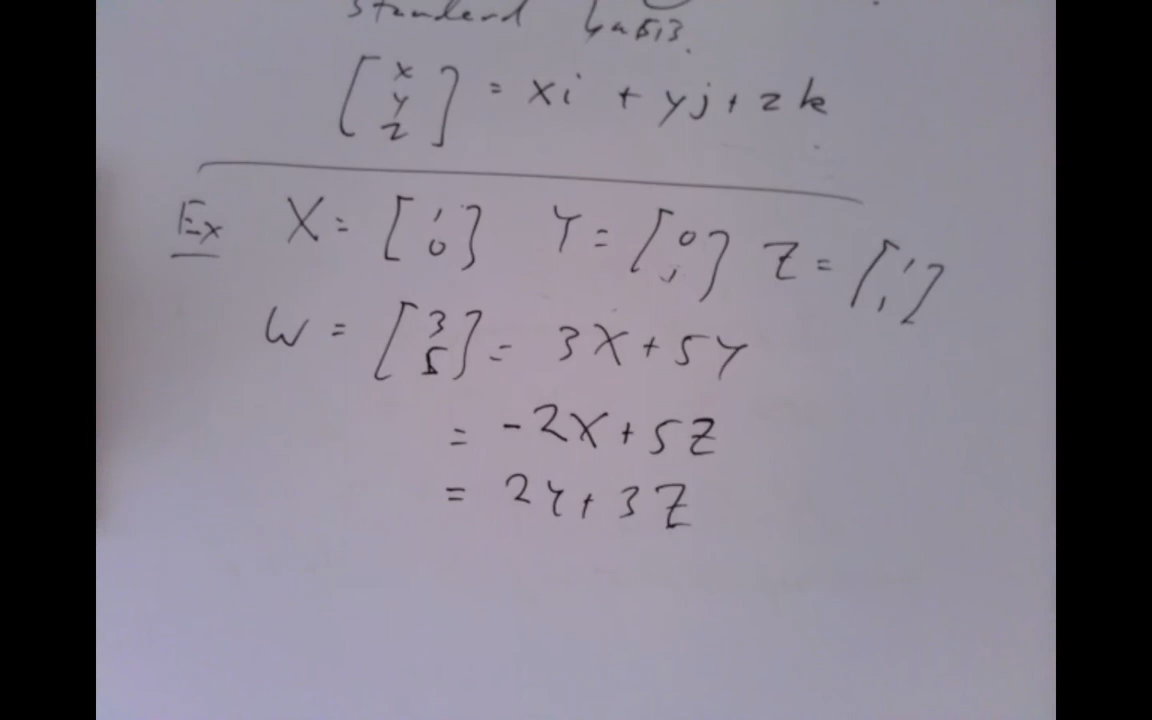 standard basis.
[x y z] = xi + yj + zk
Ex X = [1 0] Y = [0 1] Z = [1 1]
W = [3 5] = 3X + 5Y
= -2X + 5Z
= 2Y + 3Z